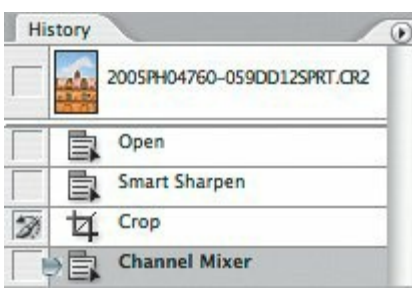 History
2005PH04760-059DD12SPRT.CR2
Open
Smart Sharpen
Crop
Channel Mixer